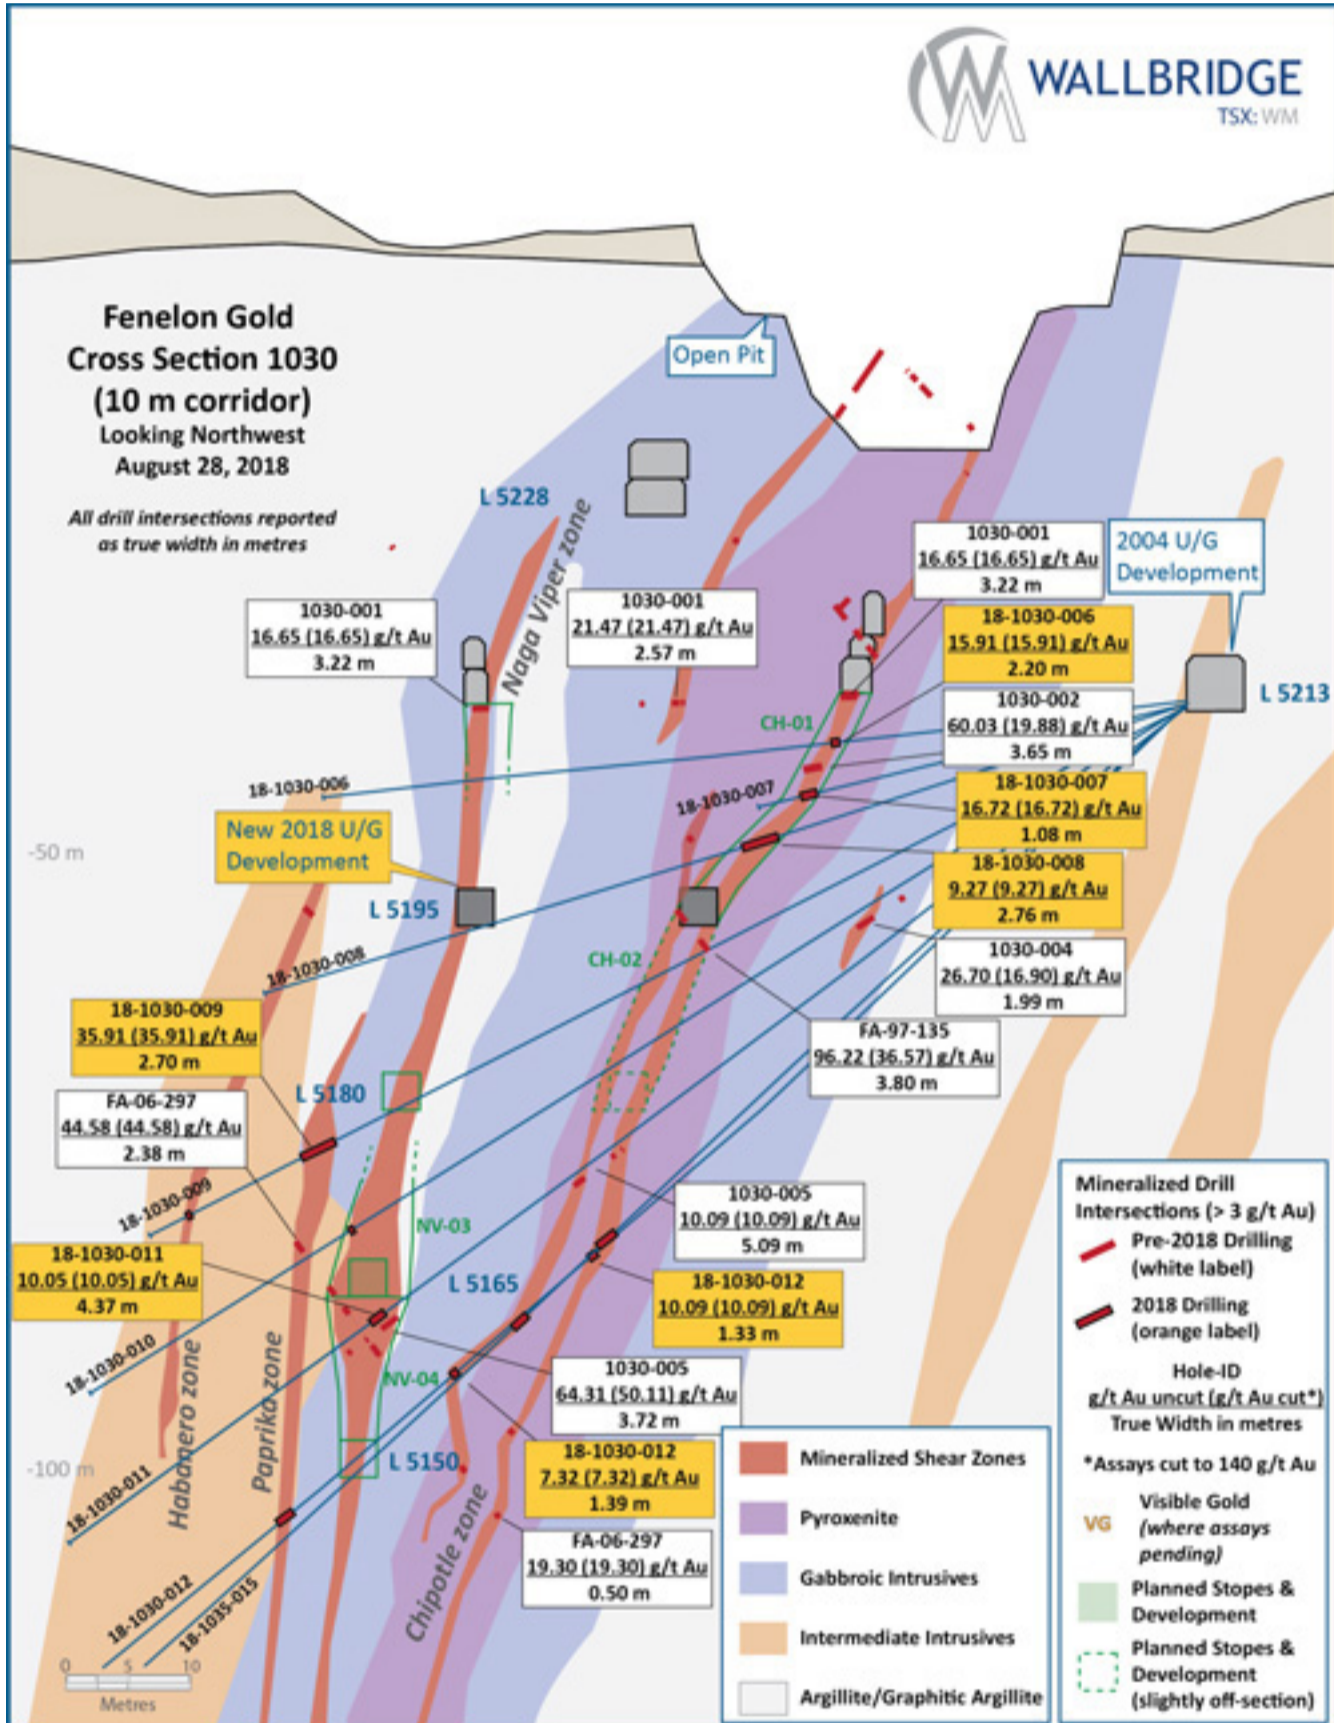 WALLBRIDGE
TSX: WM
Fenelon Gold
Cross Section 1030
(10 m corridor)
Looking Northwest
August 28, 2018
All drill intersections reported
as true width in metres
Open Pit
L 5228
Naga Viper zone
1030-001
16.65 (16.65) g/t Au
3.22 m
1030-001
21.47 (21.47) g/t Au
2.57 m
1030-001
16.65 (16.65) g/t Au
3.22 m
2004 U/G
Development
18-1030-006
15.91 (15.91) g/t Au
2.20 m
L 5213
1030-002
60.03 (19.88) g/t Au
3.65 m
CH-01
18-1030-006
18-1030-007
18-1030-007
16.72 (16.72) g/t Au
1.08 m
New 2018 U/G
Development
-50 m
18-1030-008
9.27 (9.27) g/t Au
2.76 m
L 5195
1030-004
26.70 (16.90) g/t Au
1.99 m
CH-02
18-1030-008
18-1030-009
35.91 (35.91) g/t Au
2.70 m
FA-97-135
96.22 (36.57) g/t Au
3.80 m
L 5180
FA-06-297
44.58 (44.58) g/t Au
2.38 m
18-1030-009
NV-03
1030-005
10.09 (10.09) g/t Au
5.09 m
18-1030-011
10.05 (10.05) g/t Au
4.37 m
L 5165
18-1030-012
10.09 (10.09) g/t Au
1.33 m
18-1030-010
NV-04
1030-005
64.31 (50.11) g/t Au
3.72 m
Habanero zone
Paprika zone
-100 m
L 5150
18-1030-012
7.32 (7.32) g/t Au
1.39 m
18-1030-011
Chipotle zone
FA-06-297
19.30 (19.30) g/t Au
0.50 m
18-1030-012
18-1035-015
0 5 10
Metres
Mineralized Shear Zones
Pyroxenite
Gabbroic Intrusives
Intermediate Intrusives
Argillite/Graphitic Argillite
Mineralized Drill
Intersections (> 3 g/t Au)
Pre-2018 Drilling
(white label)
2018 Drilling
(orange label)
Hole-ID
g/t Au uncut (g/t Au cut*)
True Width in metres
*Assays cut to 140 g/t Au
VG
Visible Gold
(where assays
pending)
Planned Stopes &
Development
Planned Stopes &
Development
(slightly off-section)